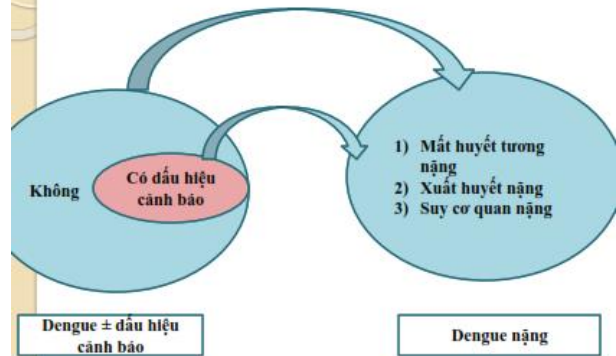 Không
Có dấu hiệu
cảnh báo
1) Mất huyết tương
nặng
2) Xuất huyết nặng
3) Suy cơ quan nặng
Dengue ± dấu hiệu
cảnh báo
Dengue nặng